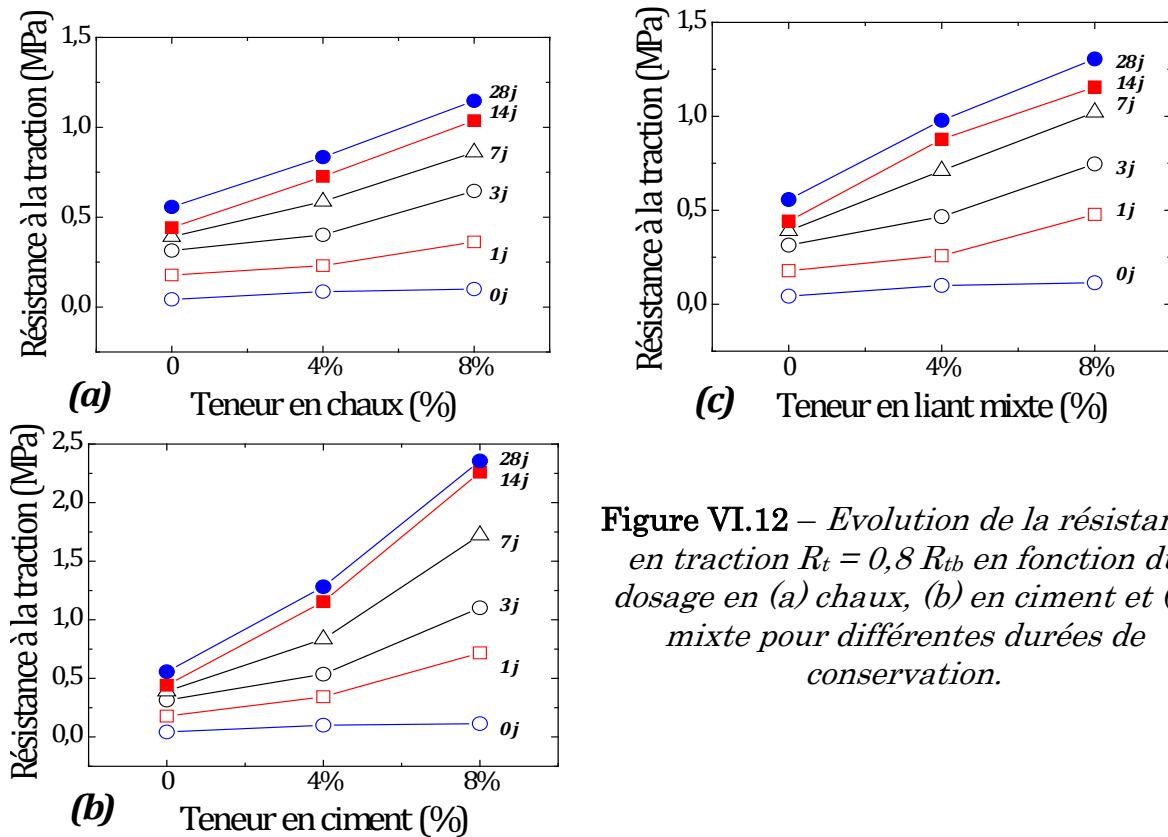 Résistance à la traction (MPa)
1,5
1,0
0,5
0,0
28j
14j
7j
3j
1j
0j
0
4%
8%
(a)
Teneur en chaux (%)
Résistance à la traction (MPa)
1,5
1,0
0,5
0,0
28j
14j
7j
3j
1j
0j
0
4%
8%
(c)
Teneur en liant mixte (%)
Résistance à la traction (MPa)
2,5
2,0
1,5
1,0
0,5
0,0
28j
14j
7j
3j
1j
0j
0
4%
8%
(b)
Teneur en ciment (%)
Figure VI.12 – Evolution de la résistan
en traction Rt = 0,8 Rtb en fonction du
dosage en (a) chaux, (b) en ciment et
mixte pour différentes durées de
conservation.